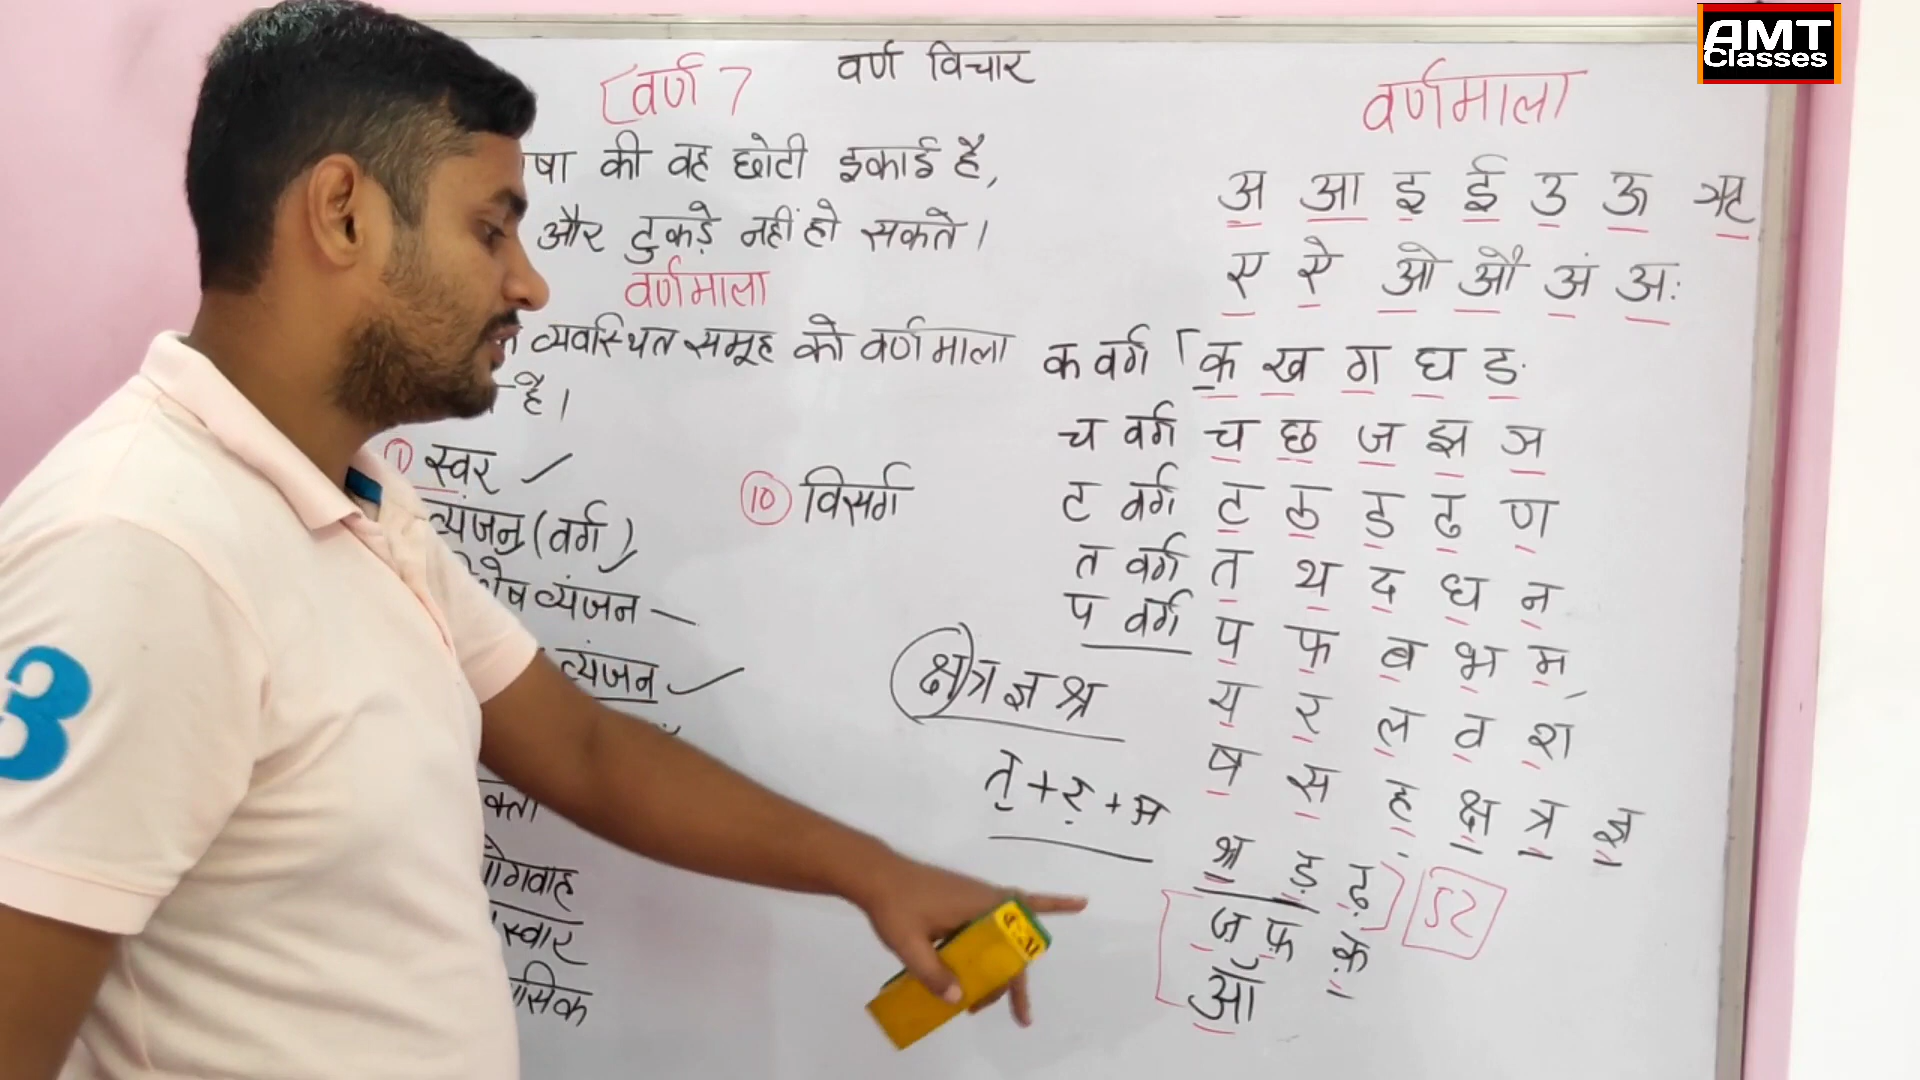 AMT
Classes
वर्ण विचार
[वर्ण]
षा की वह छोटी इकाई है,
और टुकड़े नहीं हो सकते।
वर्णमाला
व्यवस्थित समूह को वर्णमाला
है।
① स्वर ✓
व्यंजन (वर्ग)
व्यंजन –
व्यंजन ✓
⑩ विसर्ग
क्ष त्र ज्ञ श्र
त् + र् + अ
वर्णमाला
अ आ इ ई उ ऊ ऋ
ए ऐ ओ औ अं अः
क वर्ग क ख ग घ ङ
च वर्ग च छ ज झ ञ
ट वर्ग ट ठ ड ढ ण
त वर्ग त थ द ध न
प वर्ग प फ ब भ म
य र ल व श
ष स ह क्ष त्र
श्र ड़ ढ़ 52
ज़ फ़ क़
ऑ
3